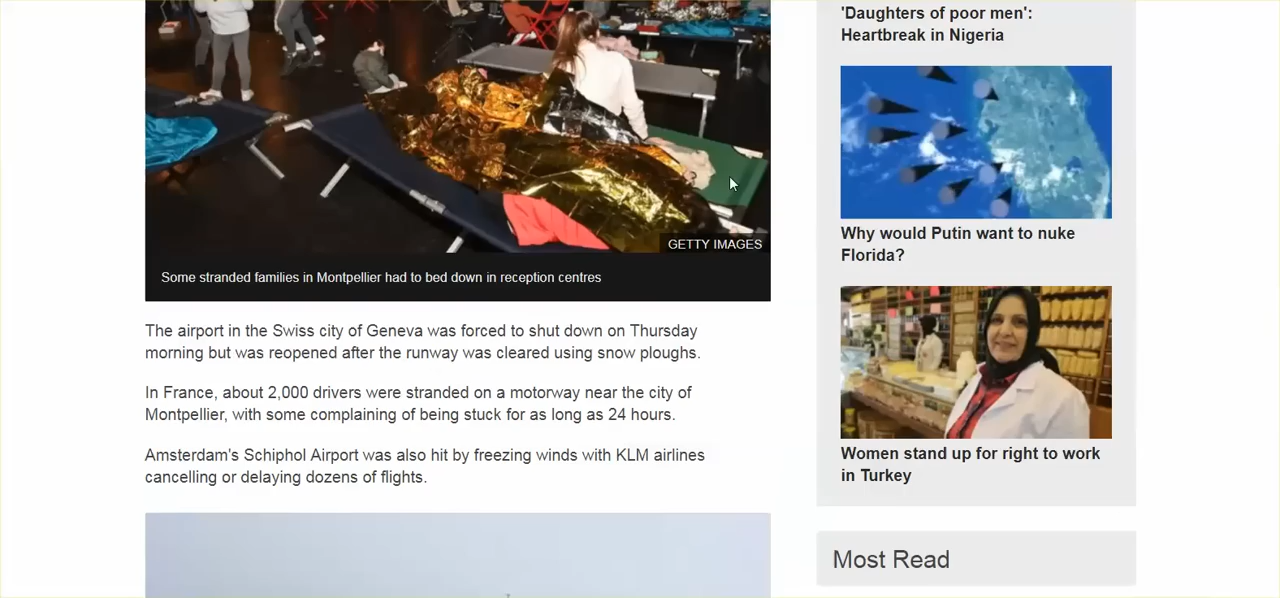 GETTY IMAGES
Some stranded families in Montpellier had to bed down in reception centres
The airport in the Swiss city of Geneva was forced to shut down on Thursday
morning but was reopened after the runway was cleared using snow ploughs.
In France, about 2,000 drivers were stranded on a motorway near the city of
Montpellier, with some complaining of being stuck for as long as 24 hours.
Amsterdam's Schiphol Airport was also hit by freezing winds with KLM airlines
cancelling or delaying dozens of flights.
'Daughters of poor men':
Heartbreak in Nigeria
Why would Putin want to nuke
Florida?
Women stand up for right to work
in Turkey
Most Read